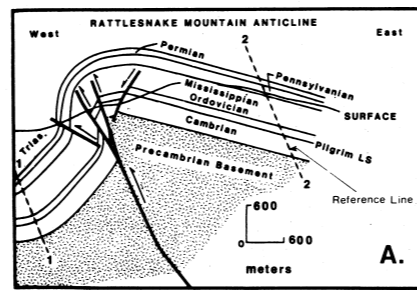 RATTLESNAKE MOUNTAIN ANTICLINE
West
East
2
Permian
Pennsylvanian
Mississippian
Ordovician
SURFACE
Trias.
Cambrian
Pilgrim LS
1
Precambrian Basement
2
Reference Line
600
0
600
1
meters
A.